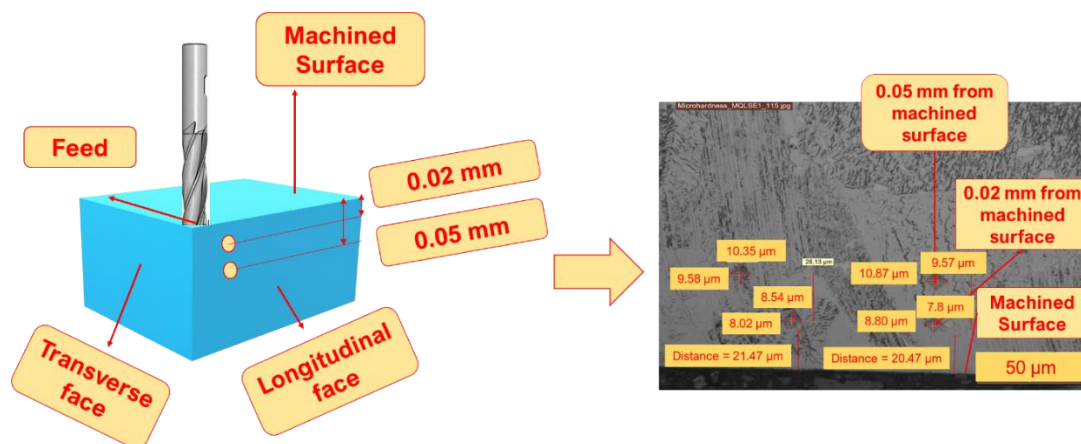 Machined
Surface
Feed
0.02 mm
0.05 mm
Transverse
face
Longitudinal
face
Microhardness_MQLSE1_115.jpg
0.05 mm from
machined
surface
0.02 mm from
machined
surface
10.35 µm
9.58 µm
26.13 µm
8.54 µm
8.02 µm
Distance = 21.47 µm
9.57 µm
10.87 µm
7.8 µm
8.80 µm
Distance = 20.47 µm
Machined
Surface
50 µm